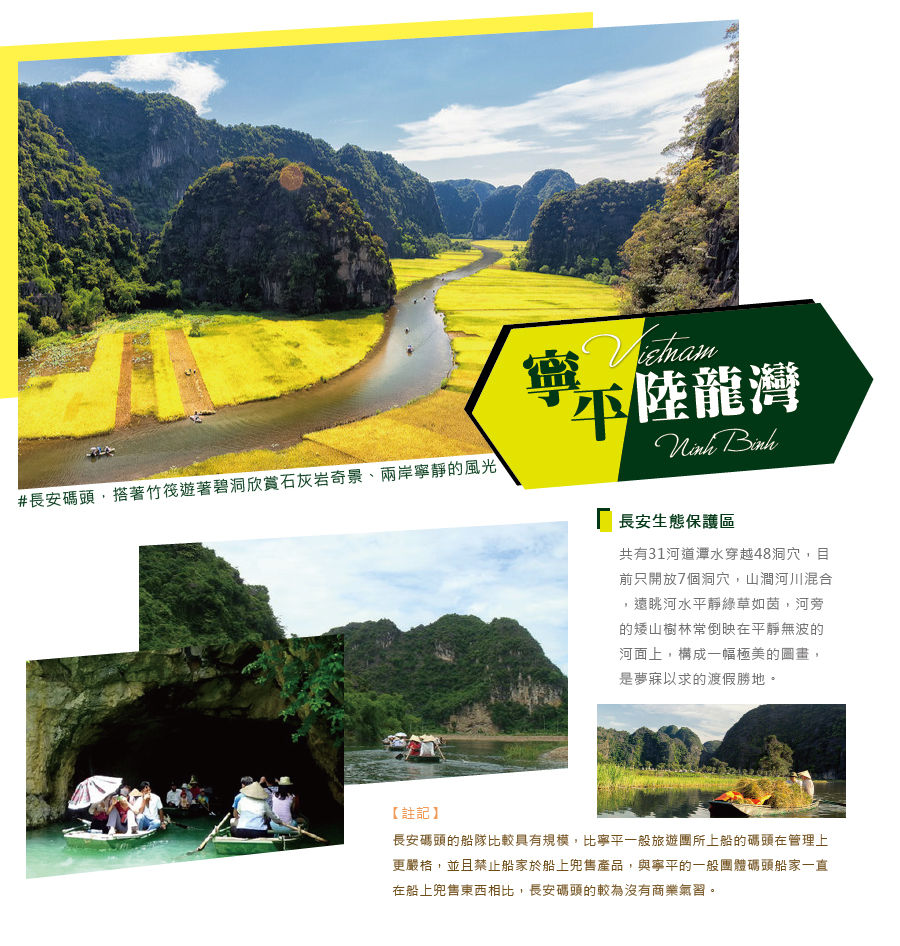 Vietnam
寧平陸龍灣
Ninh Binh
#長安碼頭，搭著竹筏遊著碧洞欣賞石灰岩奇景、兩岸寧靜的風光
長安生態保護區
共有31河道潭水穿越48洞穴，目
前只開放7個洞穴，山澗河川混合
，遠眺河水平靜綠草如茵，河旁
的矮山樹林常倒映在平靜無波的
河面上，構成一幅極美的圖畫，
是夢寐以求的渡假勝地。
【註記】
長安碼頭的船隊比較具有規模，比寧平一般旅遊團所上船的碼頭在管理上
更嚴格，並且禁止船家於船上兜售產品，與寧平的一般團體碼頭船家一直
在船上兜售東西相比，長安碼頭的較為沒有商業氣習。